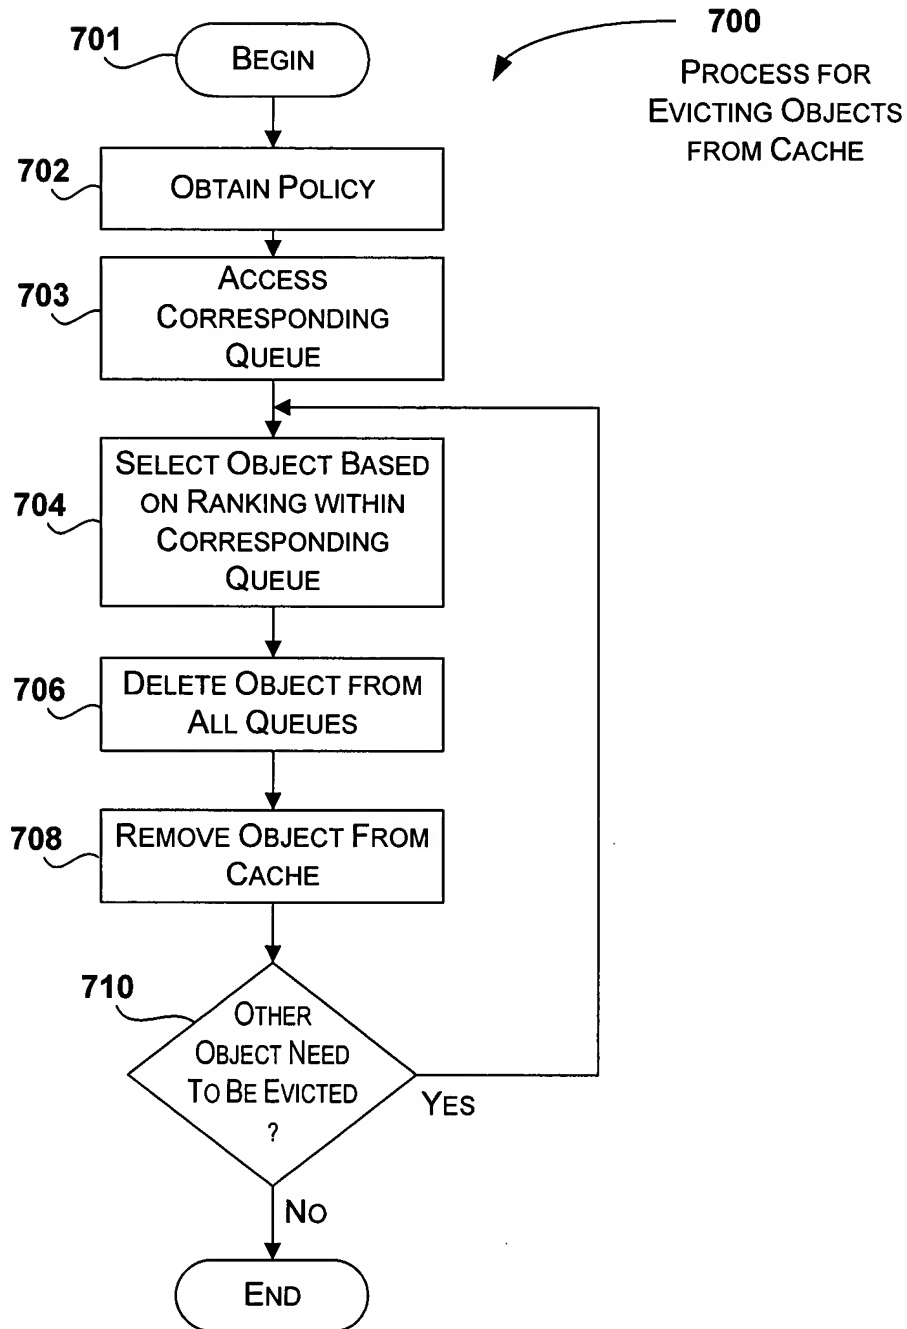 700
PROCESS FOR
EVICTING OBJECTS
FROM CACHE
701
BEGIN
702
OBTAIN POLICY
703
ACCESS
CORRESPONDING
QUEUE
704
SELECT OBJECT BASED
ON RANKING WITHIN
CORRESPONDING
QUEUE
706
DELETE OBJECT FROM
ALL QUEUES
708
REMOVE OBJECT FROM
CACHE
710
OTHER
OBJECT NEED
TO BE EVICTED
?
YES
NO
END